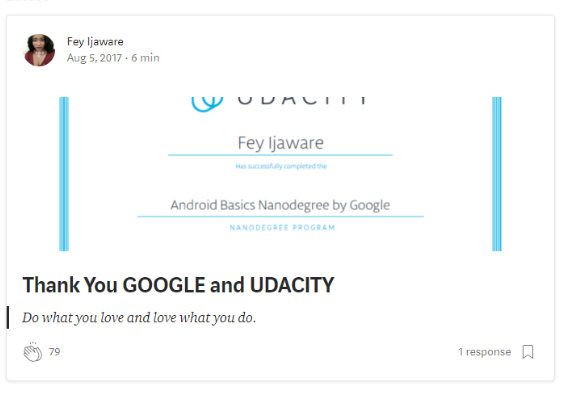 Fey Ijaware
Aug 5, 2017 · 6 min
UDACITY
Fey Ijaware
Has successfully completed the
Android Basics Nanodegree by Google
NANODEGREE PROGRAM
Thank You GOOGLE and UDACITY
Do what you love and love what you do.
79
1 response